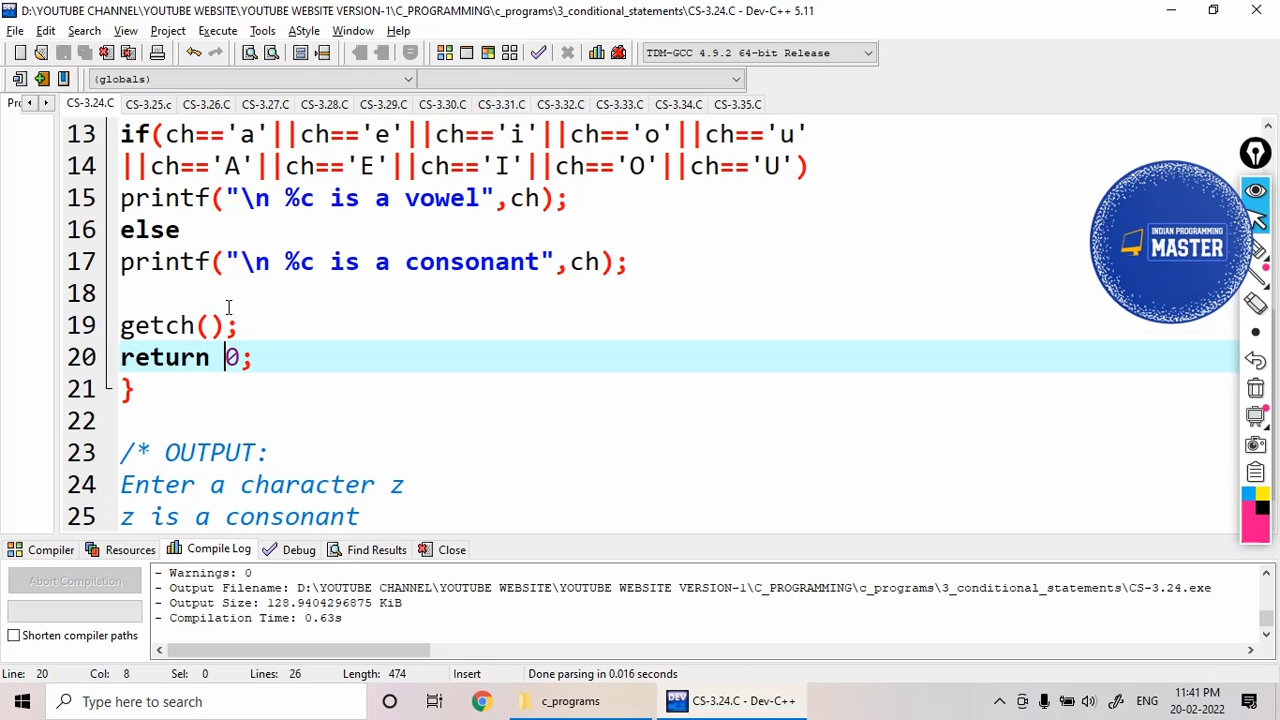 D:\YOUTUBE CHANNEL\YOUTUBE WEBSITE\YOUTUBE WEBSITE VERSION-1\C_PROGRAMMING\c_programs\3_conditional_statements\CS-3.24.C - Dev-C++ 5.11
File Edit Search View Project Execute Tools AStyle Window Help
TDM-GCC 4.9.2 64-bit Release
(globals)
Pr CS-3.24.C CS-3.25.c CS-3.26.C CS-3.27.C CS-3.28.C CS-3.29.C CS-3.30.C CS-3.31.C CS-3.32.C CS-3.33.C CS-3.34.C CS-3.35.C
13 if(ch=='a'||ch=='e'||ch=='i'||ch=='o'||ch=='u'
14 ||ch=='A'||ch=='E'||ch=='I'||ch=='O'||ch=='U')
15 printf("\n %c is a vowel",ch);
16 else
17 printf("\n %c is a consonant",ch);
18
19 getch();
20 return 0;
21 }
22
23 /* OUTPUT:
24 Enter a character z
25 z is a consonant
INDIAN PROGRAMMING
MASTER
Compiler Resources Compile Log Debug Find Results Close
Abort Compilation
Shorten compiler paths
- Warnings: 0
- Output Filename: D:\YOUTUBE CHANNEL\YOUTUBE WEBSITE\YOUTUBE WEBSITE VERSION-1\C_PROGRAMMING\c_programs\3_conditional_statements\CS-3.24.exe
- Output Size: 128.9404296875 KiB
- Compilation Time: 0.63s
Line: 20 Col: 8 Sel: 0 Lines: 26 Length: 474 Insert Done parsing in 0.016 seconds
Type here to search
c_programs
DEV
CS-3.24.C - Dev-C++
ENG
11:41 PM
20-02-2022